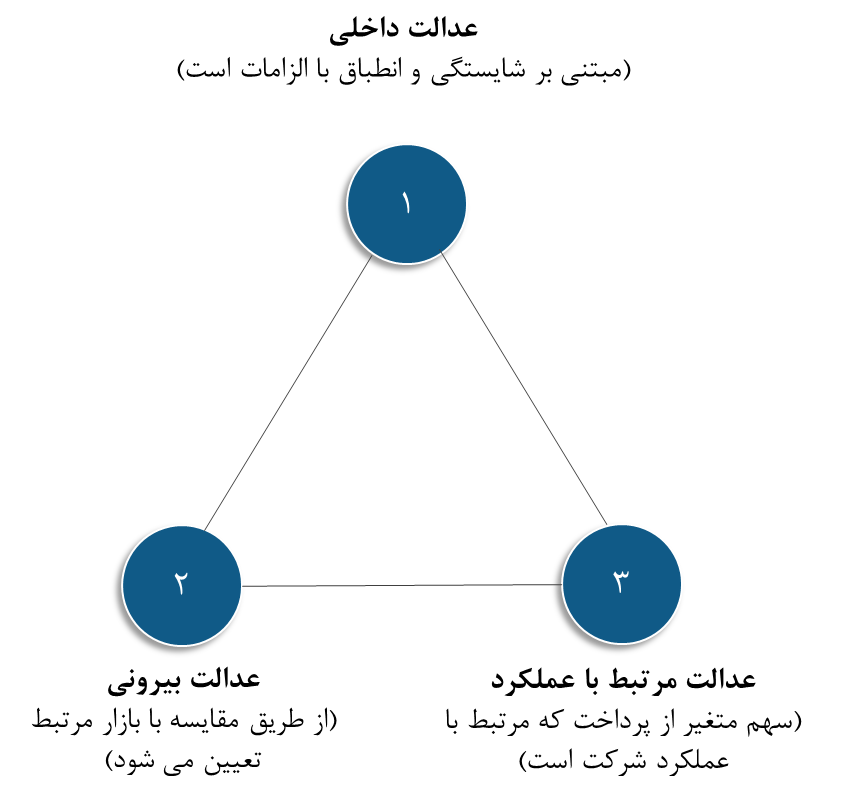 عدالت داخلی
(مبتنی بر شایستگی و انطباق با الزامات است)
۱
۲
۳
عدالت بیرونی
(از طریق مقایسه با بازار مرتبط
تعیین می شود)
عدالت مرتبط با عملکرد
(سهم متغیر از پرداخت که مرتبط با
عملکرد شرکت است)